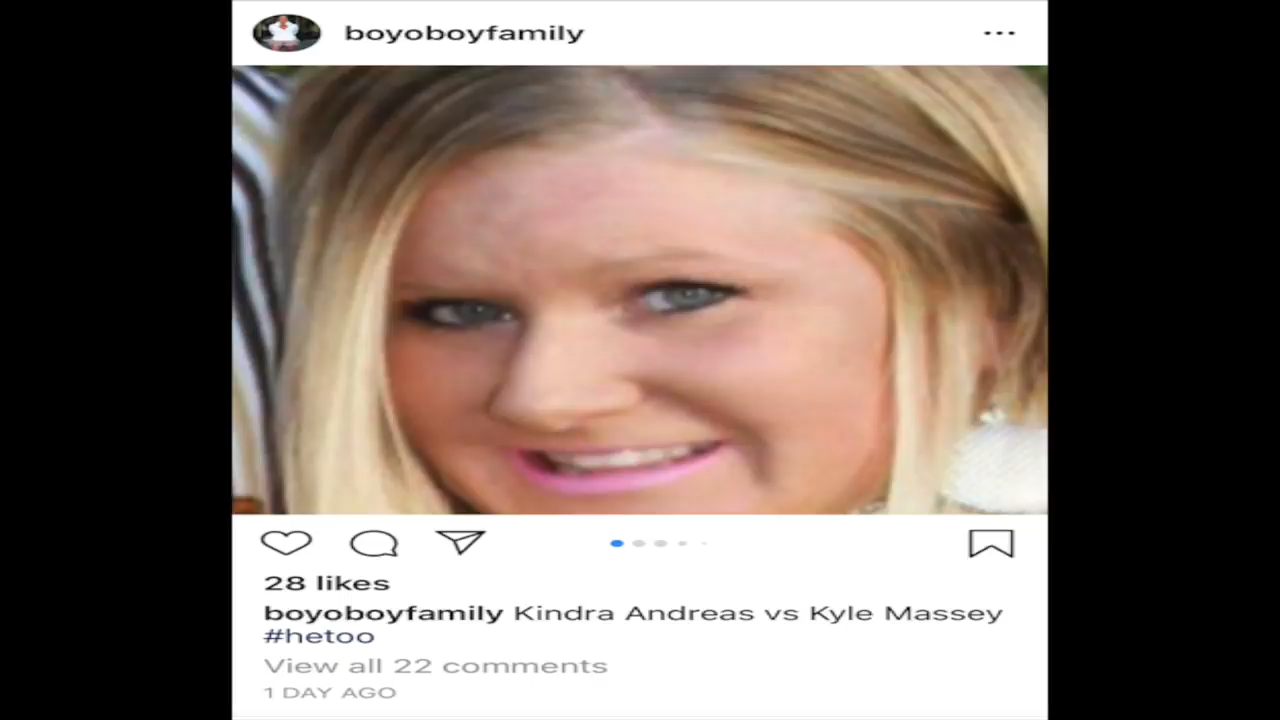 boyoboyfamily
28 likes
boyoboyfamily Kindra Andreas vs Kyle Massey
#hetoo
View all 22 comments
1 DAY AGO